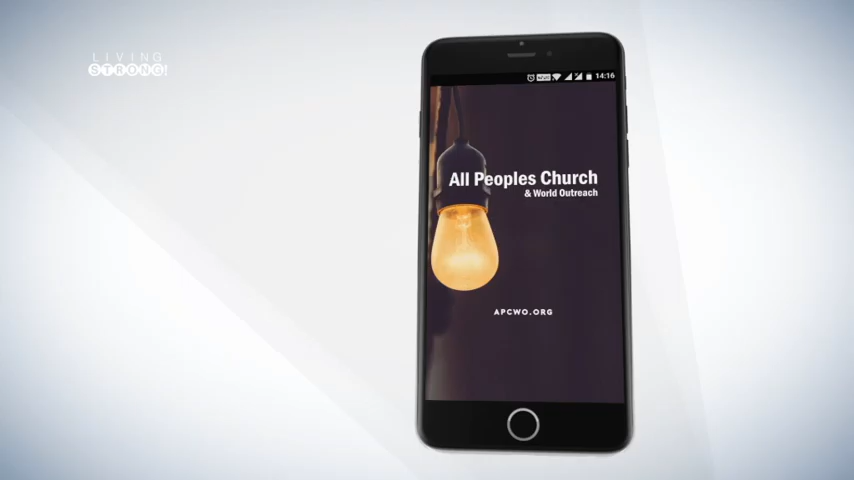 LIVING
STRONG!
14:16
All Peoples Church
& World Outreach
APCWO.ORG